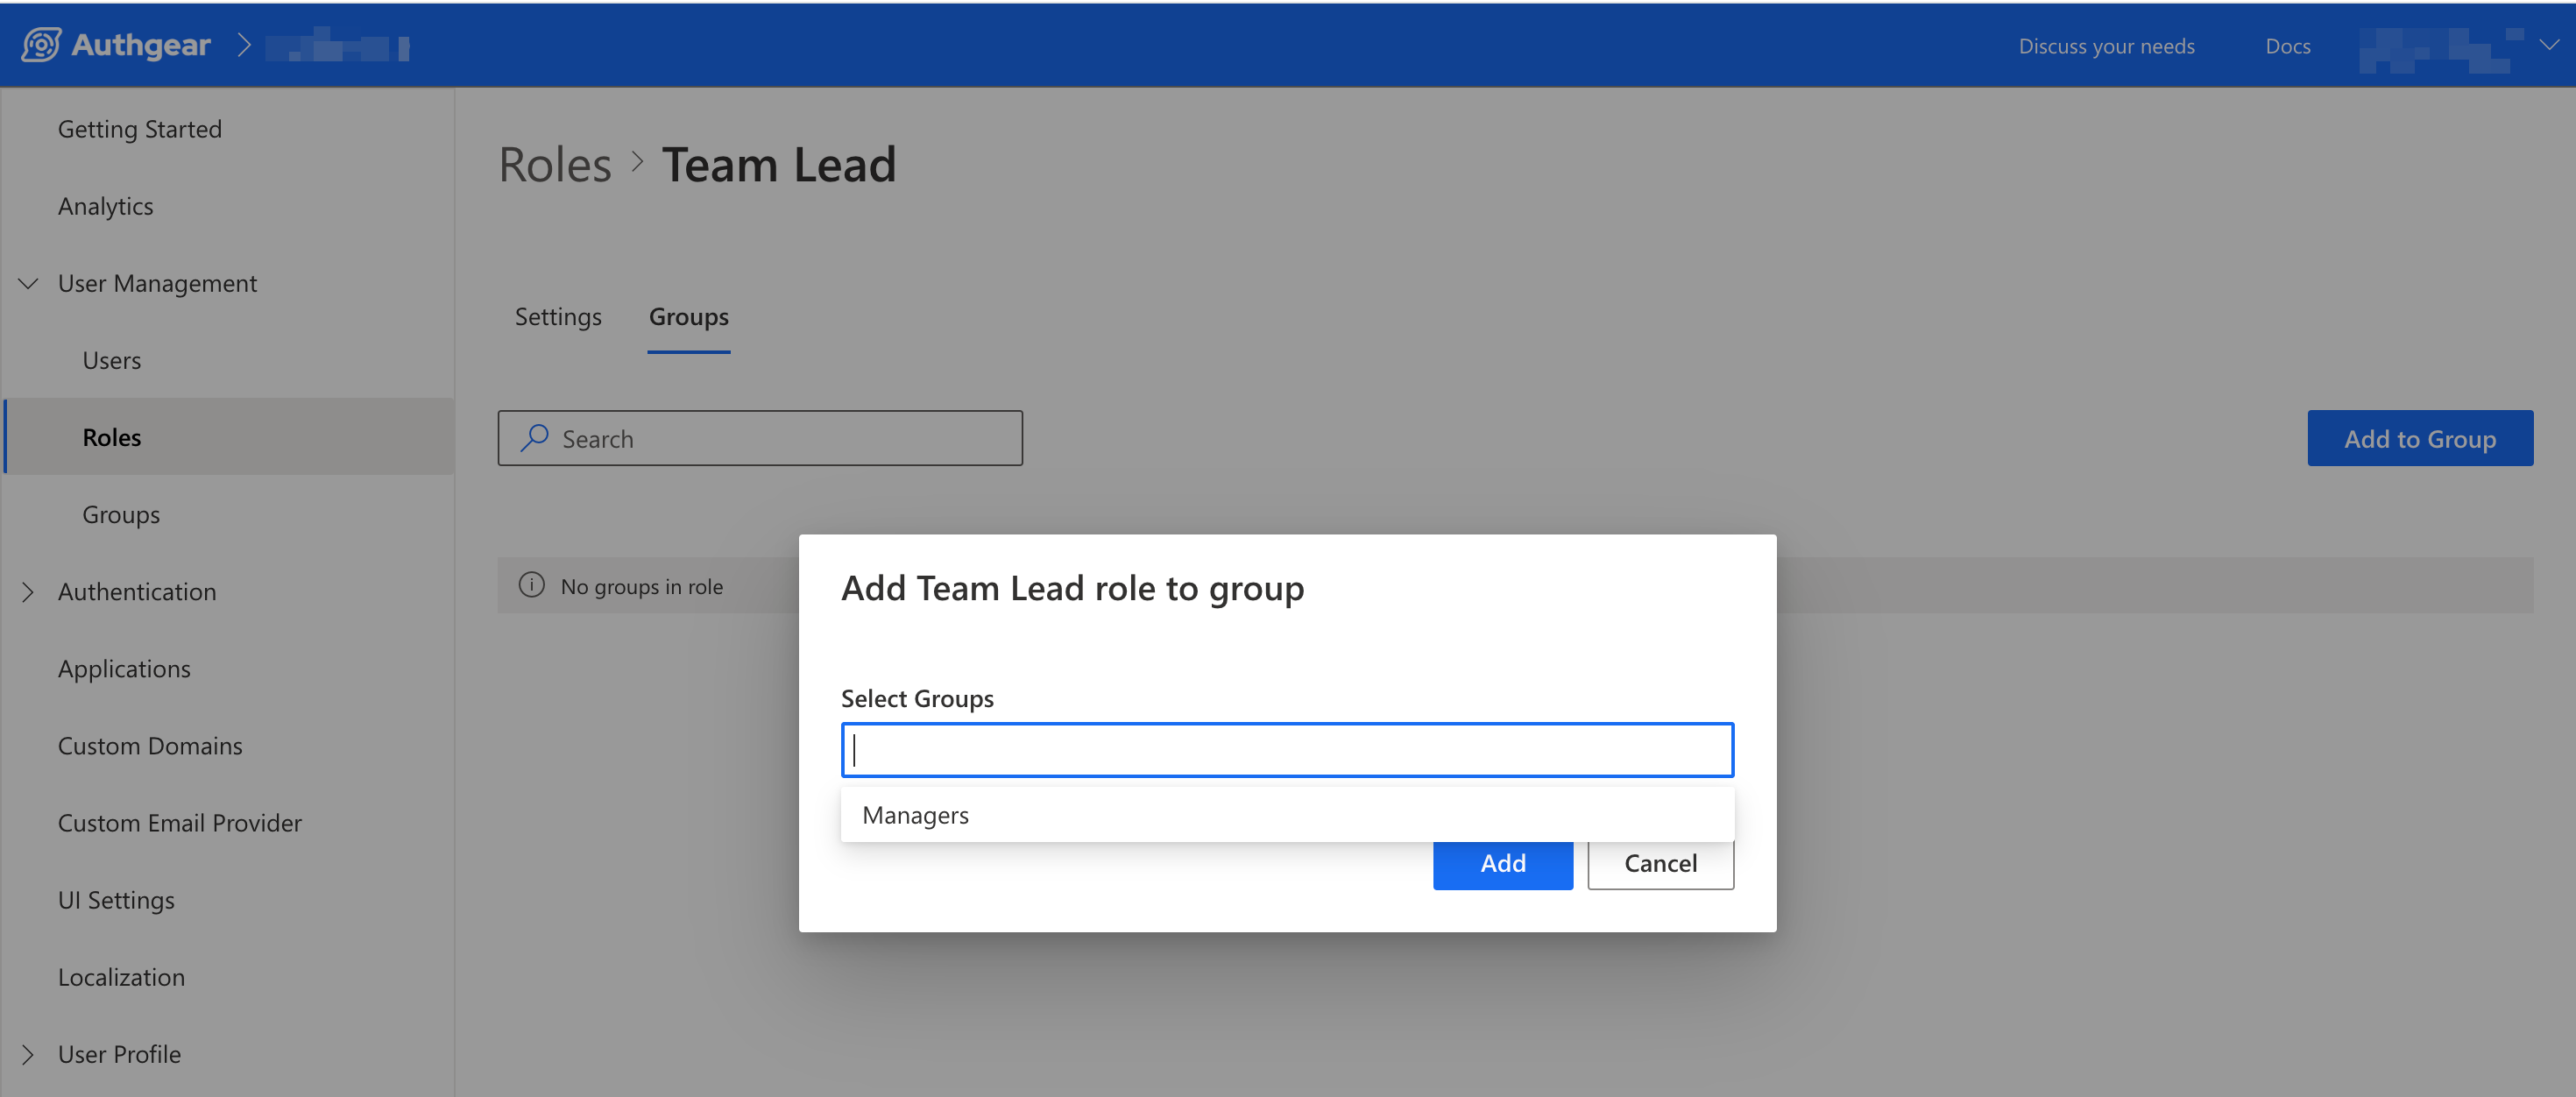 Authgear
Discuss your needs
Docs
Getting Started
Analytics
User Management
Users
Roles
Groups
Authentication
Applications
Custom Domains
Custom Email Provider
UI Settings
Localization
User Profile
Roles > Team Lead
Settings
Groups
Search
Add to Group
No groups in role
Add Team Lead role to group
Select Groups
Managers
Add
Cancel